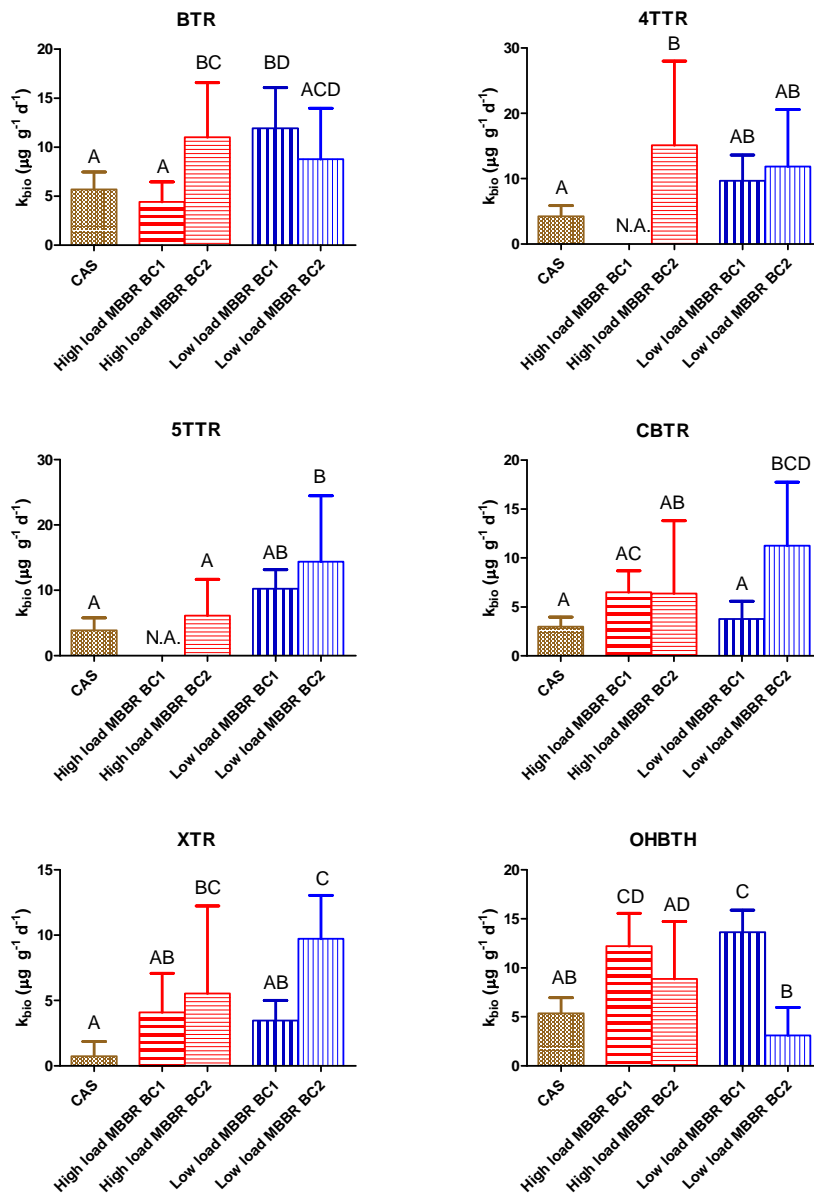 BTR
k_bio (µg g⁻¹ d⁻¹)
20
15
10
5
0
A
A
BC
BD
ACD
CAS
High load MBBR BC1
High load MBBR BC2
Low load MBBR BC1
Low load MBBR BC2
4TTR
k_bio (µg g⁻¹ d⁻¹)
30
20
10
0
A
N.A.
B
AB
AB
CAS
High load MBBR BC1
High load MBBR BC2
Low load MBBR BC1
Low load MBBR BC2
5TTR
k_bio (µg g⁻¹ d⁻¹)
30
20
10
0
A
N.A.
A
AB
B
CAS
High load MBBR BC1
High load MBBR BC2
Low load MBBR BC1
Low load MBBR BC2
CBTR
k_bio (µg g⁻¹ d⁻¹)
20
15
10
5
0
A
AC
AB
A
BCD
CAS
High load MBBR BC1
High load MBBR BC2
Low load MBBR BC1
Low load MBBR BC2
XTR
k_bio (µg g⁻¹ d⁻¹)
15
10
5
0
A
AB
BC
AB
C
CAS
High load MBBR BC1
High load MBBR BC2
Low load MBBR BC1
Low load MBBR BC2
OHBTH
k_bio (µg g⁻¹ d⁻¹)
20
15
10
5
0
AB
CD
AD
C
B
CAS
High load MBBR BC1
High load MBBR BC2
Low load MBBR BC1
Low load MBBR BC2